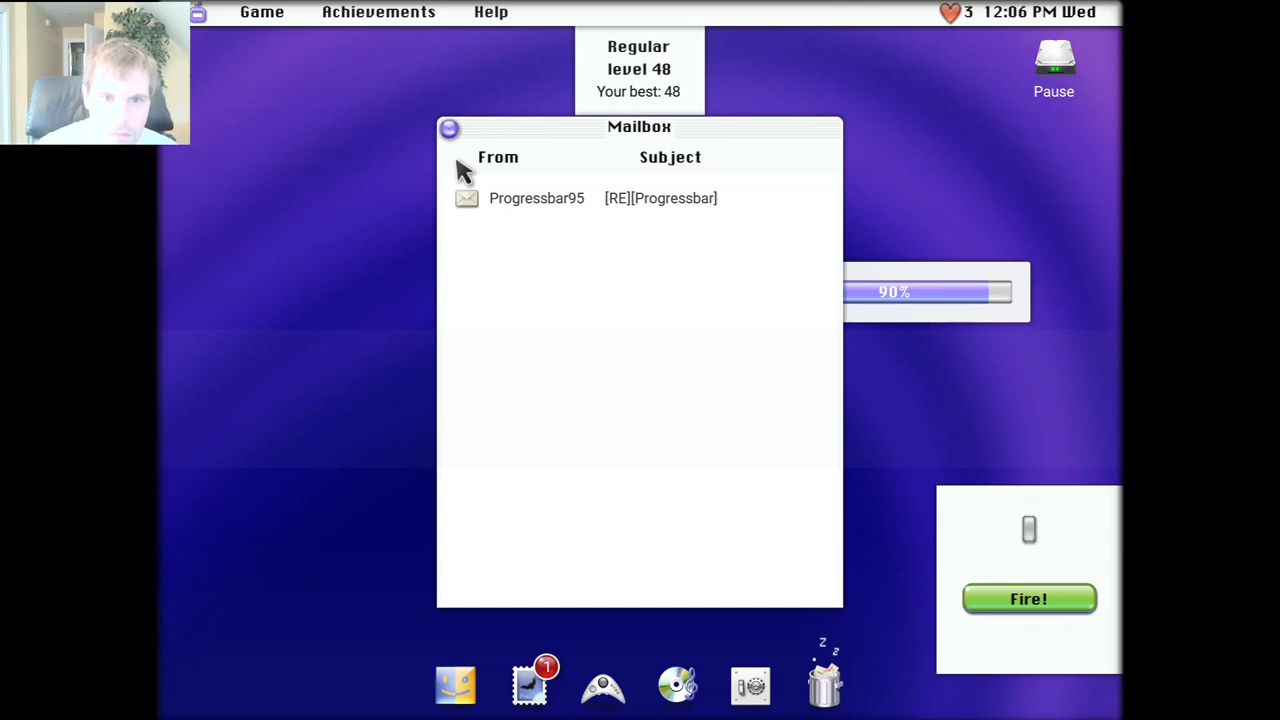 Game Achievements Help 3 12:06 PM Wed
Regular
level 48
Your best: 48
Pause
Mailbox
From Subject
Progressbar95 [RE][Progressbar]
90%
Fire!
1
z
z